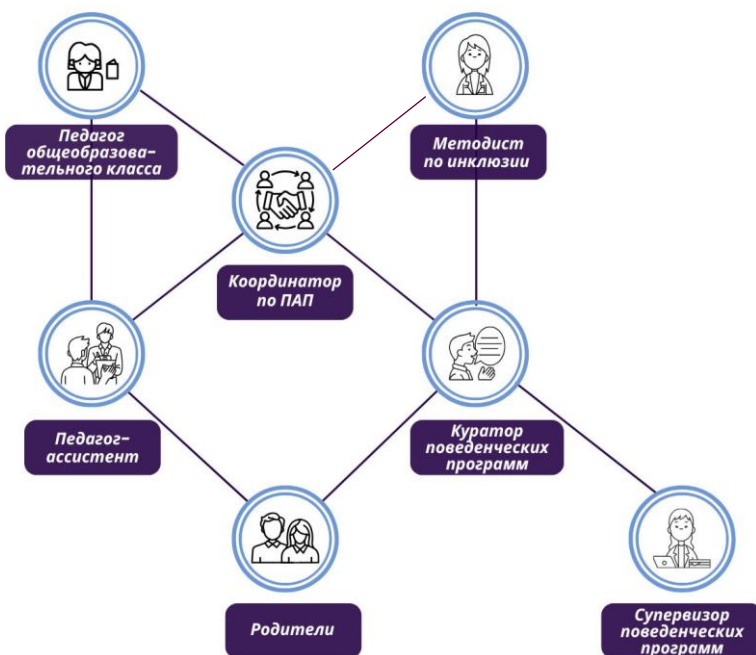 Педагог
общеобразова-
тельного класса
Методист
по инклюзии
Координатор
по ПАП
Педагог-
ассистент
Куратор
поведенческих
программ
Родители
Супервизор
поведенческих
программ